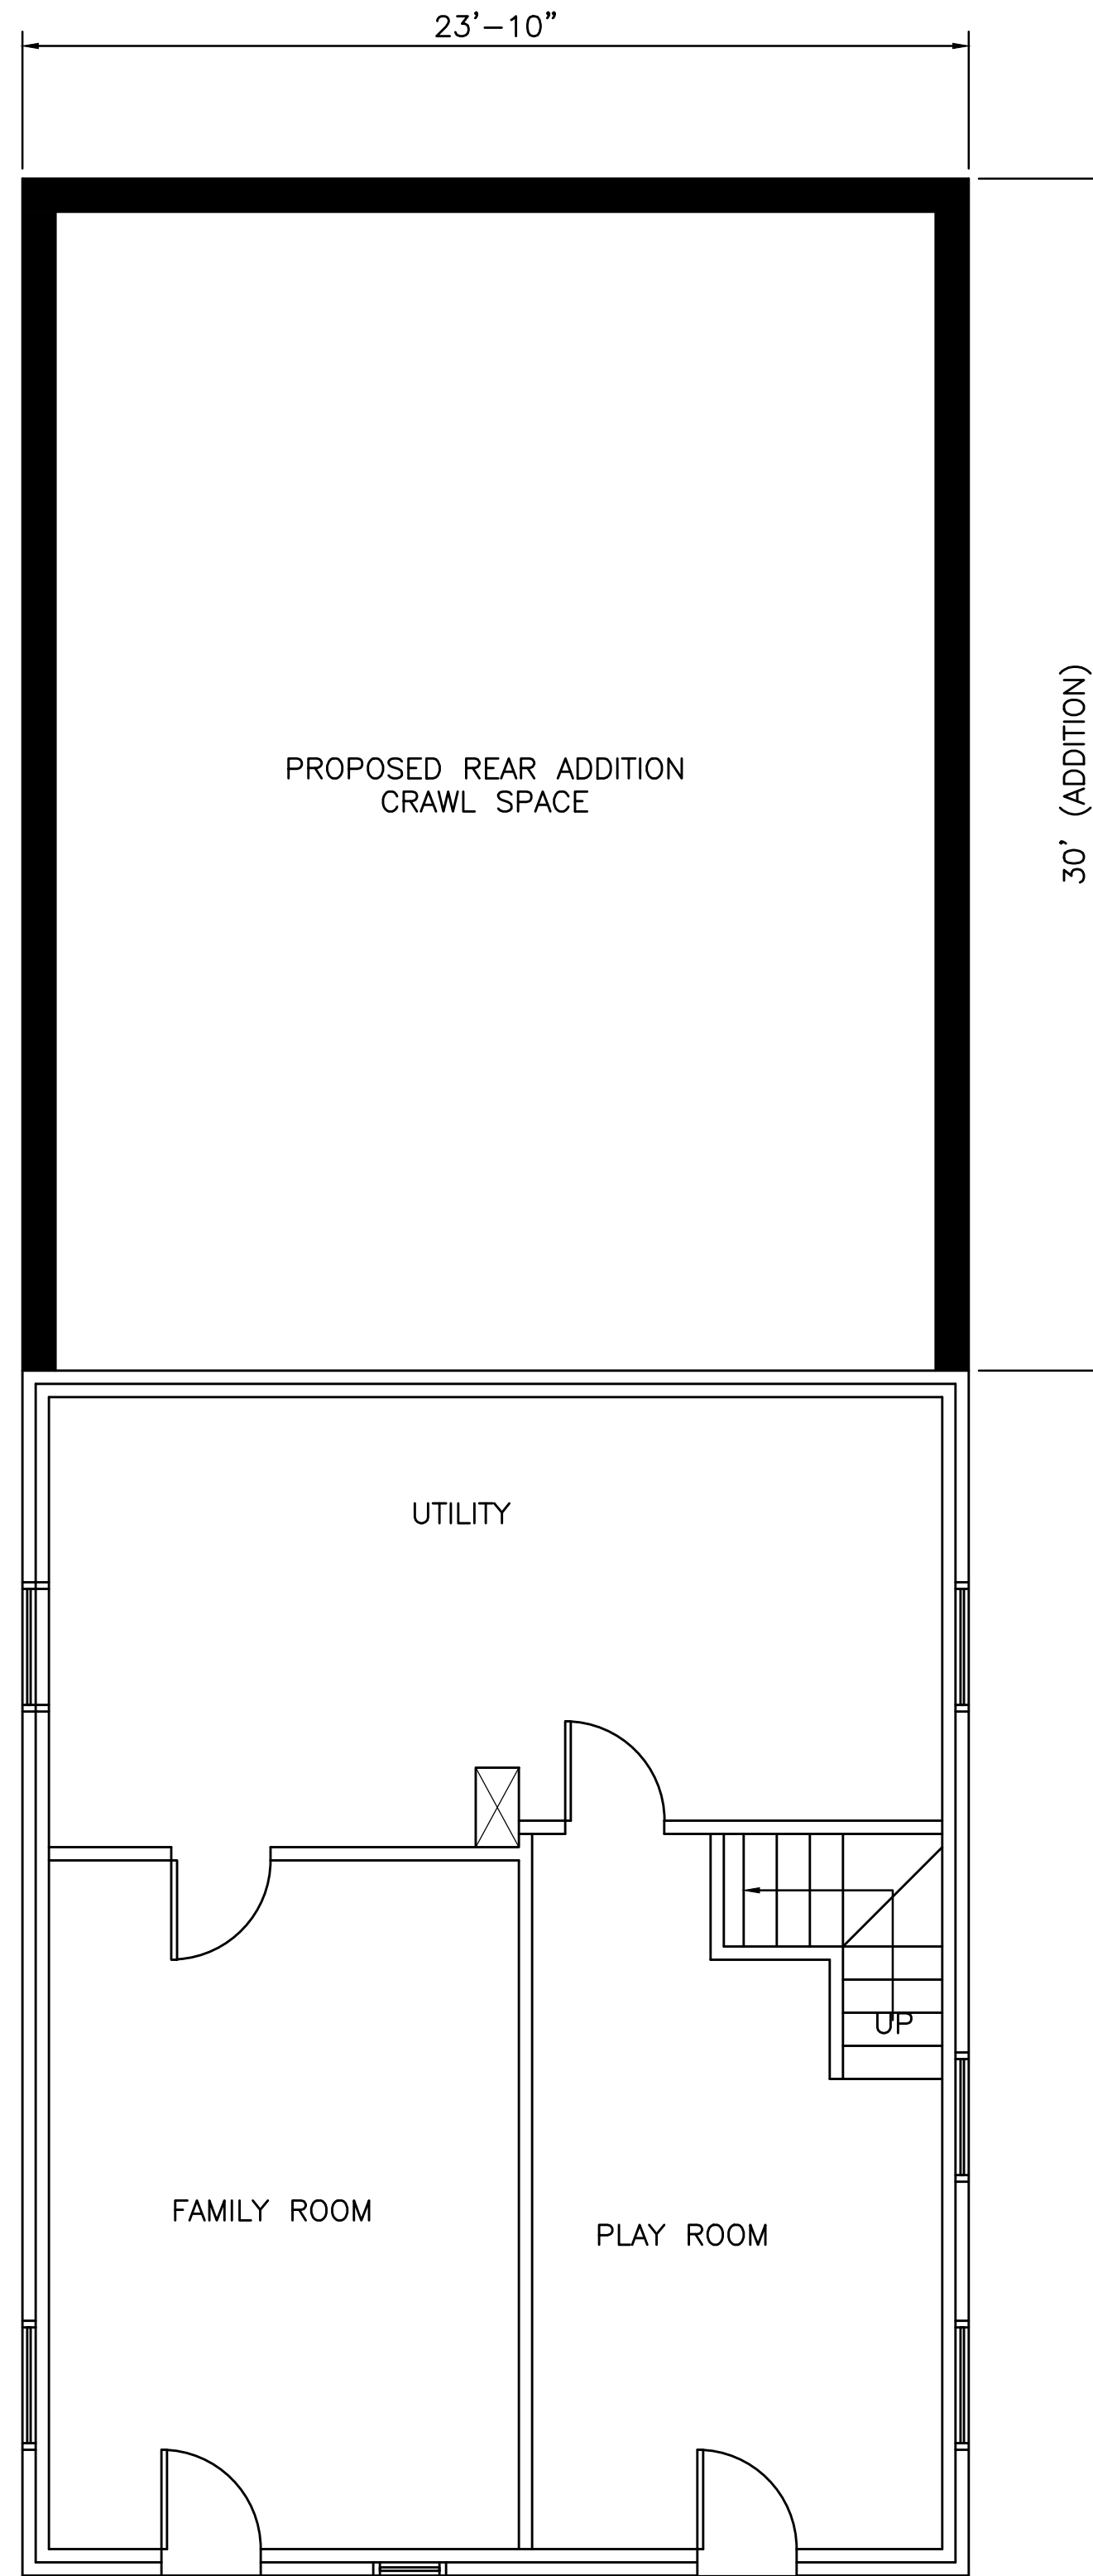 23'-10"
30' (ADDITION)
PROPOSED REAR ADDITION
CRAWL SPACE
UTILITY
UP
FAMILY ROOM
PLAY ROOM